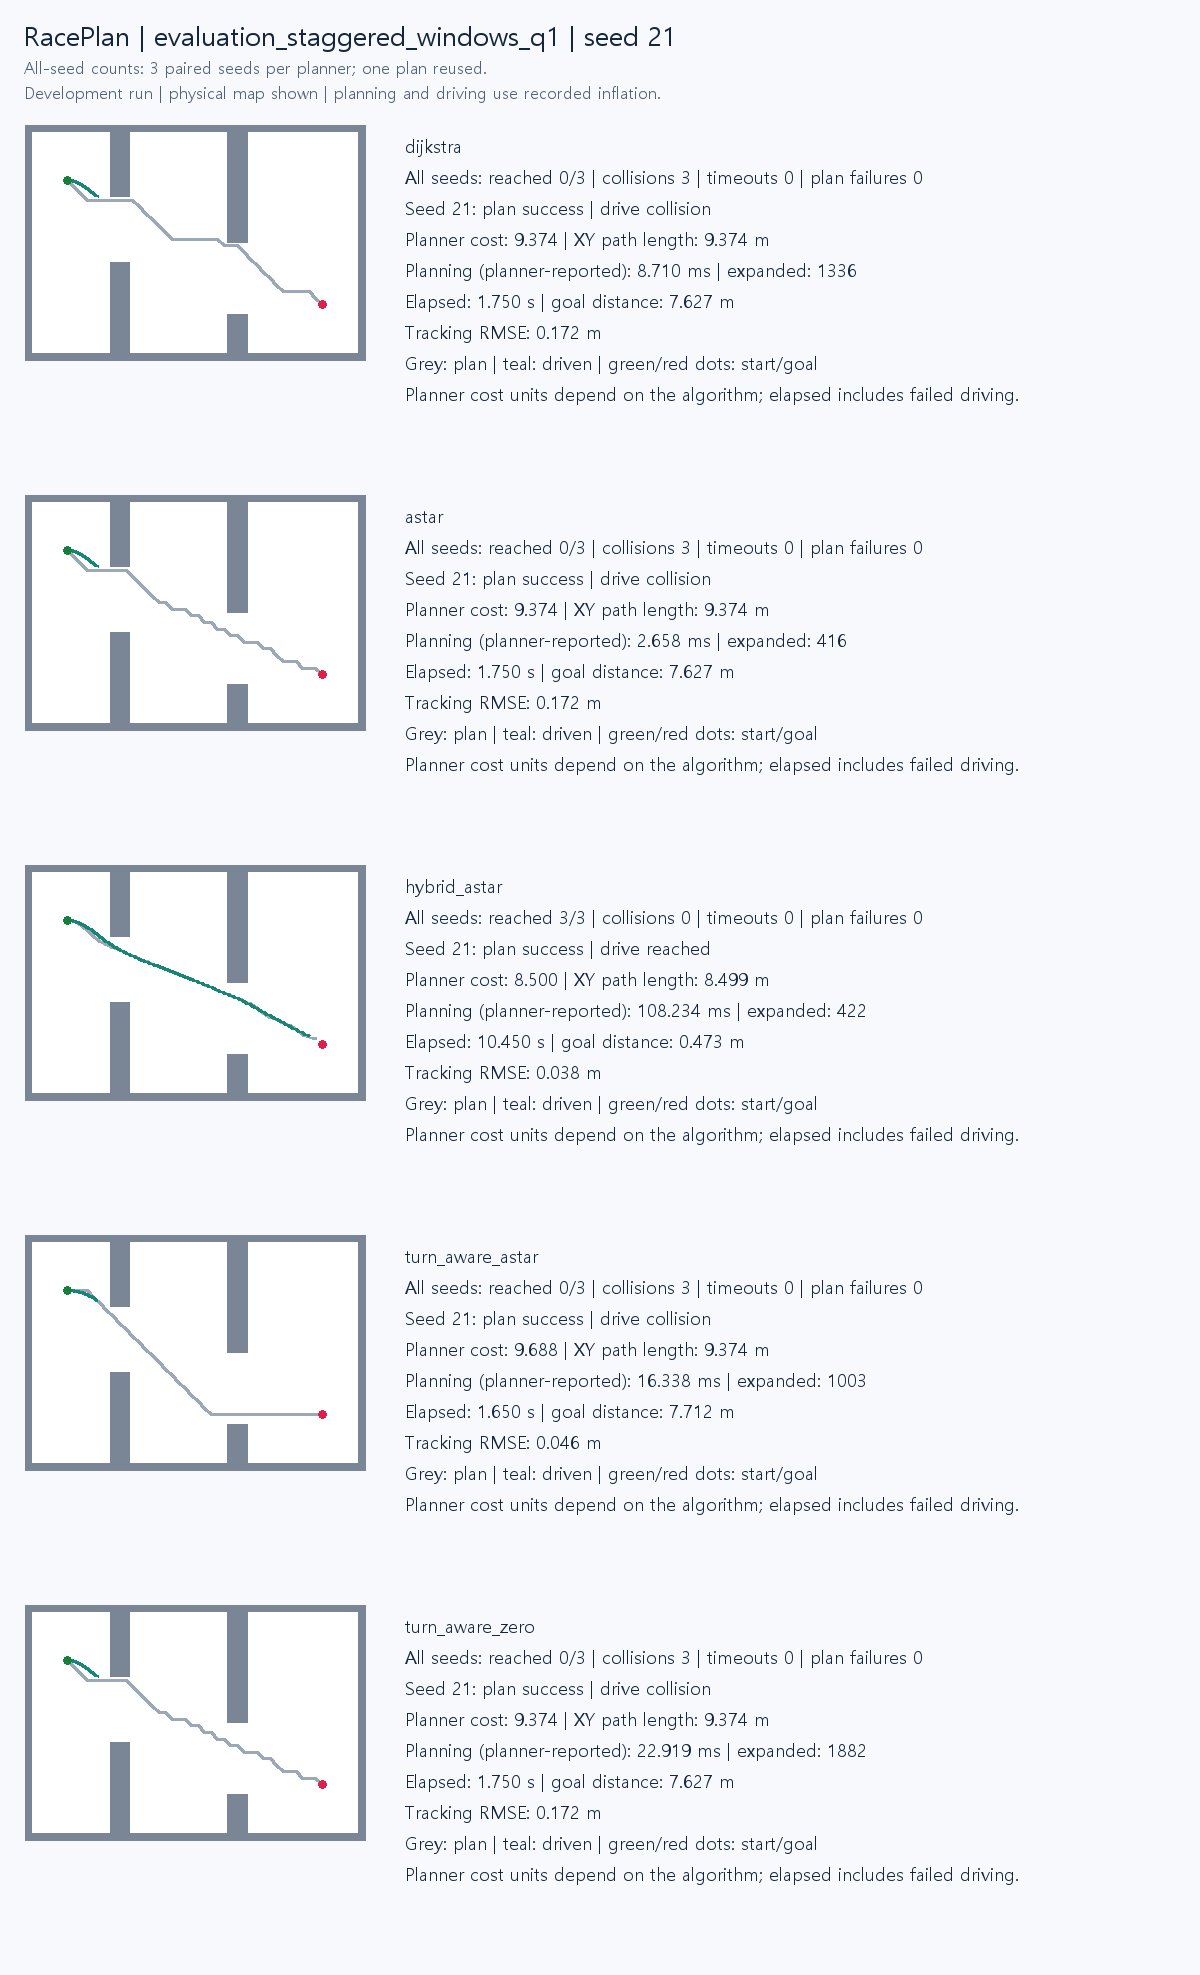 RacePlan | evaluation_staggered_windows_q1 | seed 21
All-seed counts: 3 paired seeds per planner; one plan reused.
Development run | physical map shown | planning and driving use recorded inflation.
dijkstra
All seeds: reached 0/3 | collisions 3 | timeouts 0 | plan failures 0
Seed 21: plan success | drive collision
Planner cost: 9.374 | XY path length: 9.374 m
Planning (planner-reported): 8.710 ms | expanded: 1336
Elapsed: 1.750 s | goal distance: 7.627 m
Tracking RMSE: 0.172 m
Grey: plan | teal: driven | green/red dots: start/goal
Planner cost units depend on the algorithm; elapsed includes failed driving.
astar
All seeds: reached 0/3 | collisions 3 | timeouts 0 | plan failures 0
Seed 21: plan success | drive collision
Planner cost: 9.374 | XY path length: 9.374 m
Planning (planner-reported): 2.658 ms | expanded: 416
Elapsed: 1.750 s | goal distance: 7.627 m
Tracking RMSE: 0.172 m
Grey: plan | teal: driven | green/red dots: start/goal
Planner cost units depend on the algorithm; elapsed includes failed driving.
hybrid_astar
All seeds: reached 3/3 | collisions 0 | timeouts 0 | plan failures 0
Seed 21: plan success | drive reached
Planner cost: 8.500 | XY path length: 8.499 m
Planning (planner-reported): 108.234 ms | expanded: 422
Elapsed: 10.450 s | goal distance: 0.473 m
Tracking RMSE: 0.038 m
Grey: plan | teal: driven | green/red dots: start/goal
Planner cost units depend on the algorithm; elapsed includes failed driving.
turn_aware_astar
All seeds: reached 0/3 | collisions 3 | timeouts 0 | plan failures 0
Seed 21: plan success | drive collision
Planner cost: 9.688 | XY path length: 9.374 m
Planning (planner-reported): 16.338 ms | expanded: 1003
Elapsed: 1.650 s | goal distance: 7.712 m
Tracking RMSE: 0.046 m
Grey: plan | teal: driven | green/red dots: start/goal
Planner cost units depend on the algorithm; elapsed includes failed driving.
turn_aware_zero
All seeds: reached 0/3 | collisions 3 | timeouts 0 | plan failures 0
Seed 21: plan success | drive collision
Planner cost: 9.374 | XY path length: 9.374 m
Planning (planner-reported): 22.919 ms | expanded: 1882
Elapsed: 1.750 s | goal distance: 7.627 m
Tracking RMSE: 0.172 m
Grey: plan | teal: driven | green/red dots: start/goal
Planner cost units depend on the algorithm; elapsed includes failed driving.